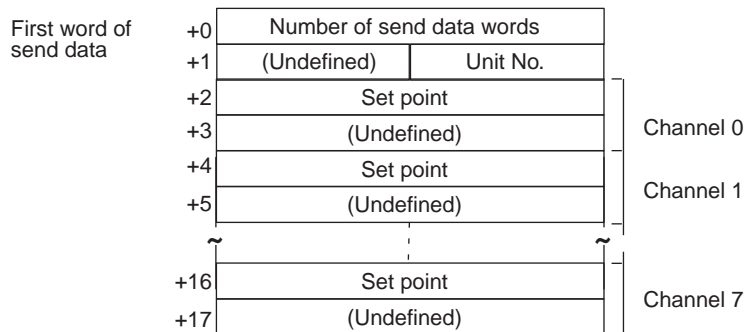 First word of
send data
+0 Number of send data words
+1 (Undefined) Unit No.
+2 Set point
+3 (Undefined)
Channel 0
+4 Set point
+5 (Undefined)
Channel 1
~ ~
+16 Set point
+17 (Undefined)
Channel 7